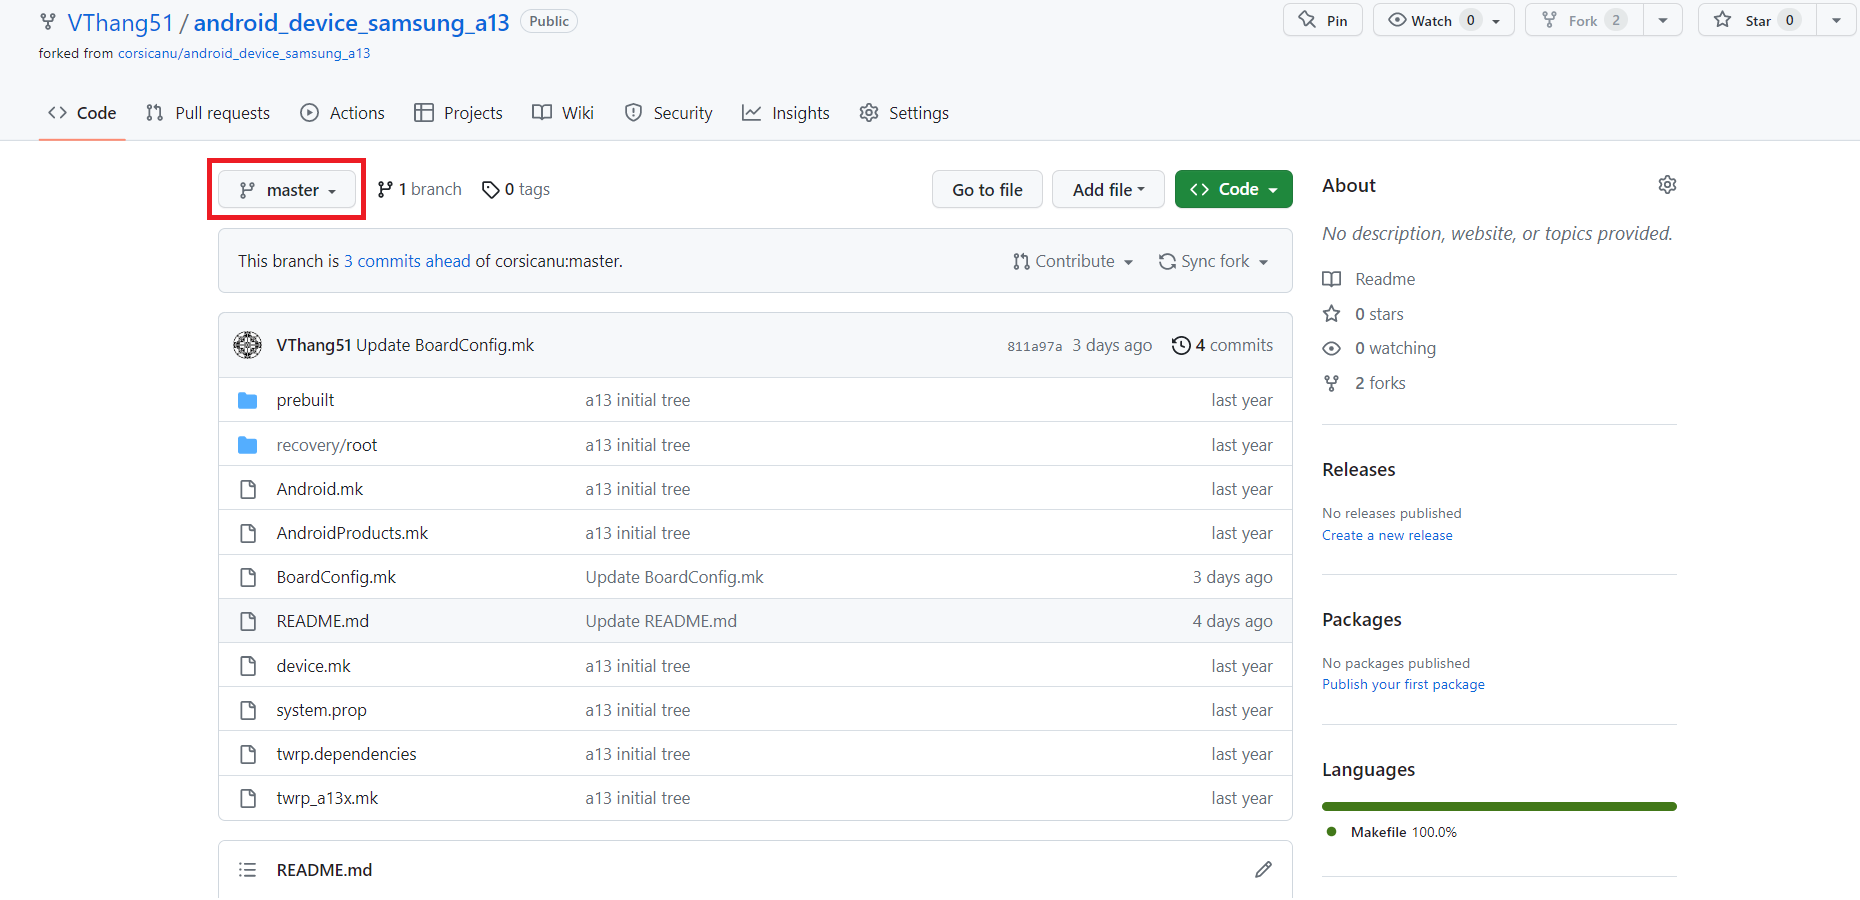 VThang51 / android_device_samsung_a13 Public
Pin Watch 0 Fork 2 Star 0
forked from corsicanu/android_device_samsung_a13
Code Pull requests Actions Projects Wiki Security Insights Settings
master 1 branch 0 tags Go to file Add file Code
This branch is 3 commits ahead of corsicanu:master. Contribute Sync fork
VThang51 Update BoardConfig.mk 811a97a 3 days ago 4 commits
prebuilt a13 initial tree last year
recovery/root a13 initial tree last year
Android.mk a13 initial tree last year
AndroidProducts.mk a13 initial tree last year
BoardConfig.mk Update BoardConfig.mk 3 days ago
README.md Update README.md 4 days ago
device.mk a13 initial tree last year
system.prop a13 initial tree last year
twrp.dependencies a13 initial tree last year
twrp_a13x.mk a13 initial tree last year
README.md
About
No description, website, or topics provided.
Readme
0 stars
0 watching
2 forks
Releases
No releases published
Create a new release
Packages
No packages published
Publish your first package
Languages
Makefile 100.0%